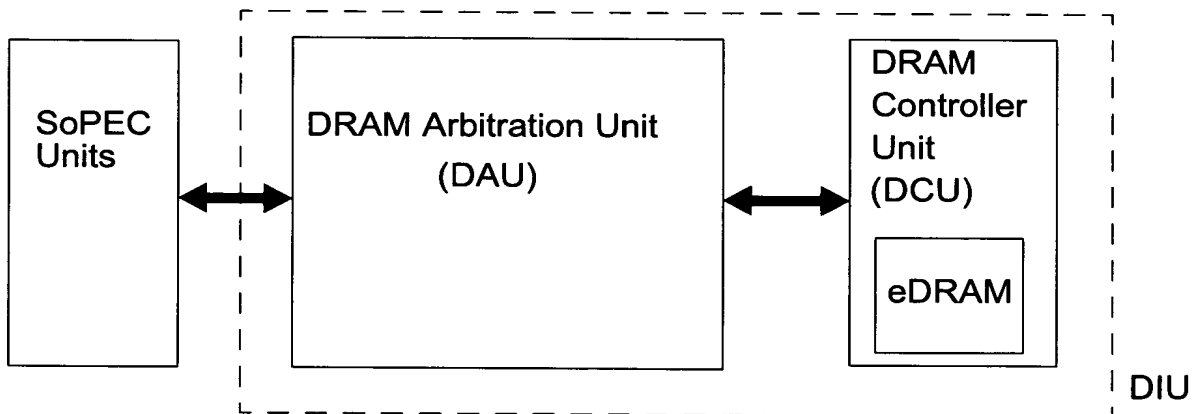 SoPEC
Units
DRAM Arbitration Unit
(DAU)
DRAM
Controller
Unit
(DCU)
eDRAM
DIU